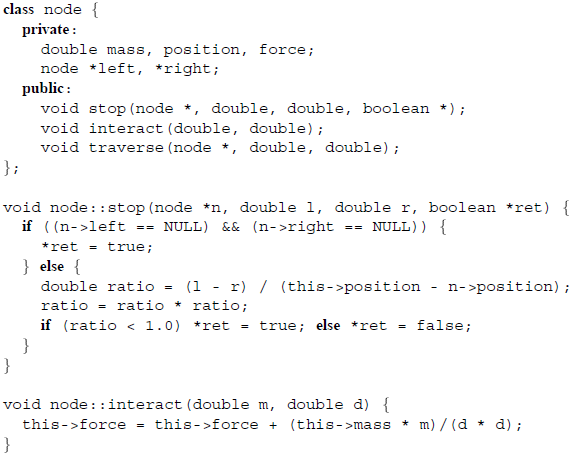 class node {
private:
double mass, position, force;
node *left, *right;
public:
void stop(node *, double, double, boolean *);
void interact(double, double);
void traverse(node *, double, double);
};
void node::stop(node *n, double l, double r, boolean *ret) {
if ((n->left == NULL) && (n->right == NULL)) {
*ret = true;
} else {
double ratio = (l - r) / (this->position - n->position);
ratio = ratio * ratio;
if (ratio < 1.0) *ret = true; else *ret = false;
}
}
void node::interact(double m, double d) {
this->force = this->force + (this->mass * m)/(d * d);
}